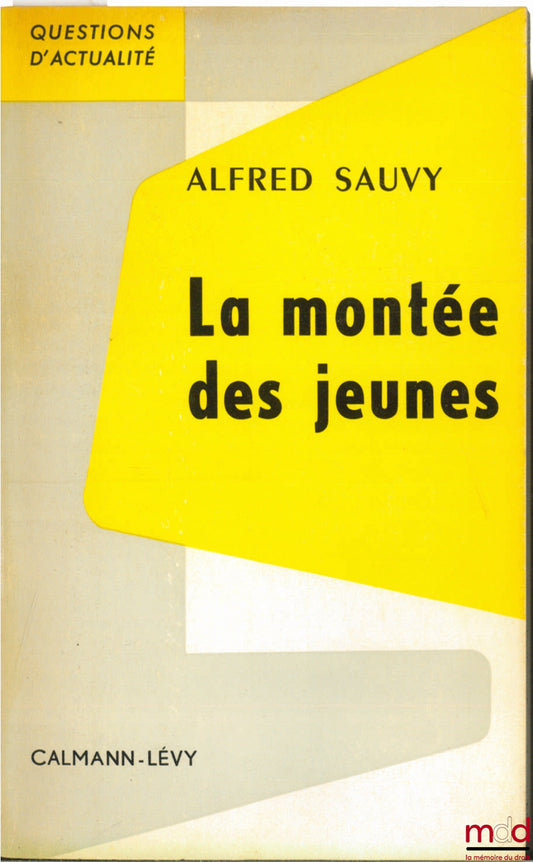 QUESTIONS
D'ACTUALITÉ
ALFRED SAUVY
La montée
des jeunes
CALMANN-LÉVY
mdd
la mémoire du droit